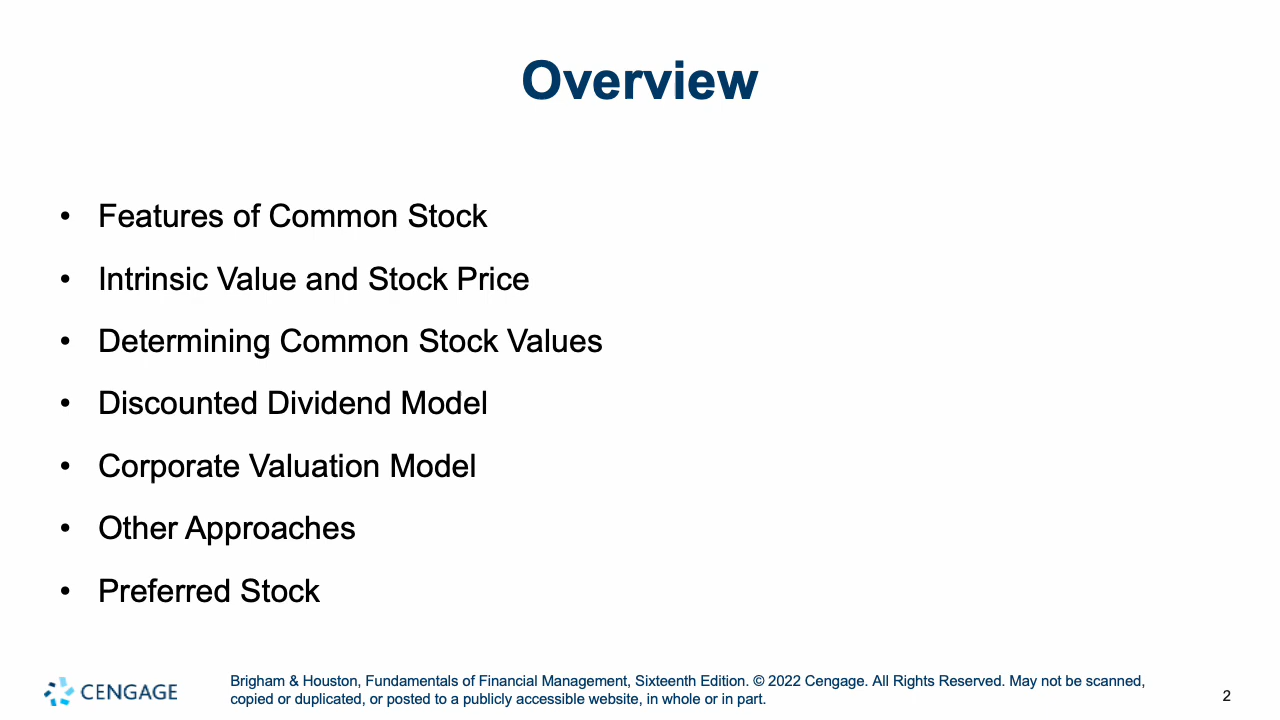 Overview
• Features of Common Stock
• Intrinsic Value and Stock Price
• Determining Common Stock Values
• Discounted Dividend Model
• Corporate Valuation Model
• Other Approaches
• Preferred Stock
CENGAGE
Brigham & Houston, Fundamentals of Financial Management, Sixteenth Edition. © 2022 Cengage. All Rights Reserved. May not be scanned,
copied or duplicated, or posted to a publicly accessible website, in whole or in part.
2